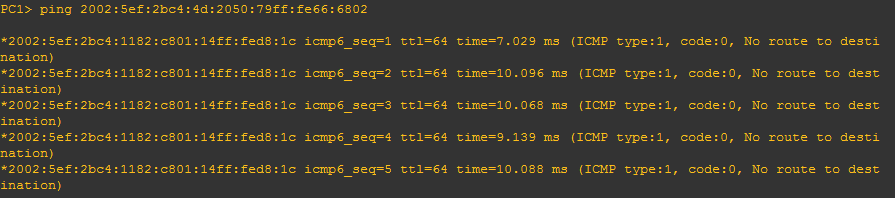 PC1> ping 2002:5ef:2bc4:4d:2050:79ff:fe66:6802
*2002:5ef:2bc4:1182:c801:14ff:fed8:1c icmp6_seq=1 ttl=64 time=7.029 ms (ICMP type:1, code:0, No route to desti
nation)
*2002:5ef:2bc4:1182:c801:14ff:fed8:1c icmp6_seq=2 ttl=64 time=10.096 ms (ICMP type:1, code:0, No route to dest
ination)
*2002:5ef:2bc4:1182:c801:14ff:fed8:1c icmp6_seq=3 ttl=64 time=10.068 ms (ICMP type:1, code:0, No route to dest
ination)
*2002:5ef:2bc4:1182:c801:14ff:fed8:1c icmp6_seq=4 ttl=64 time=9.139 ms (ICMP type:1, code:0, No route to desti
nation)
*2002:5ef:2bc4:1182:c801:14ff:fed8:1c icmp6_seq=5 ttl=64 time=10.088 ms (ICMP type:1, code:0, No route to dest
ination)